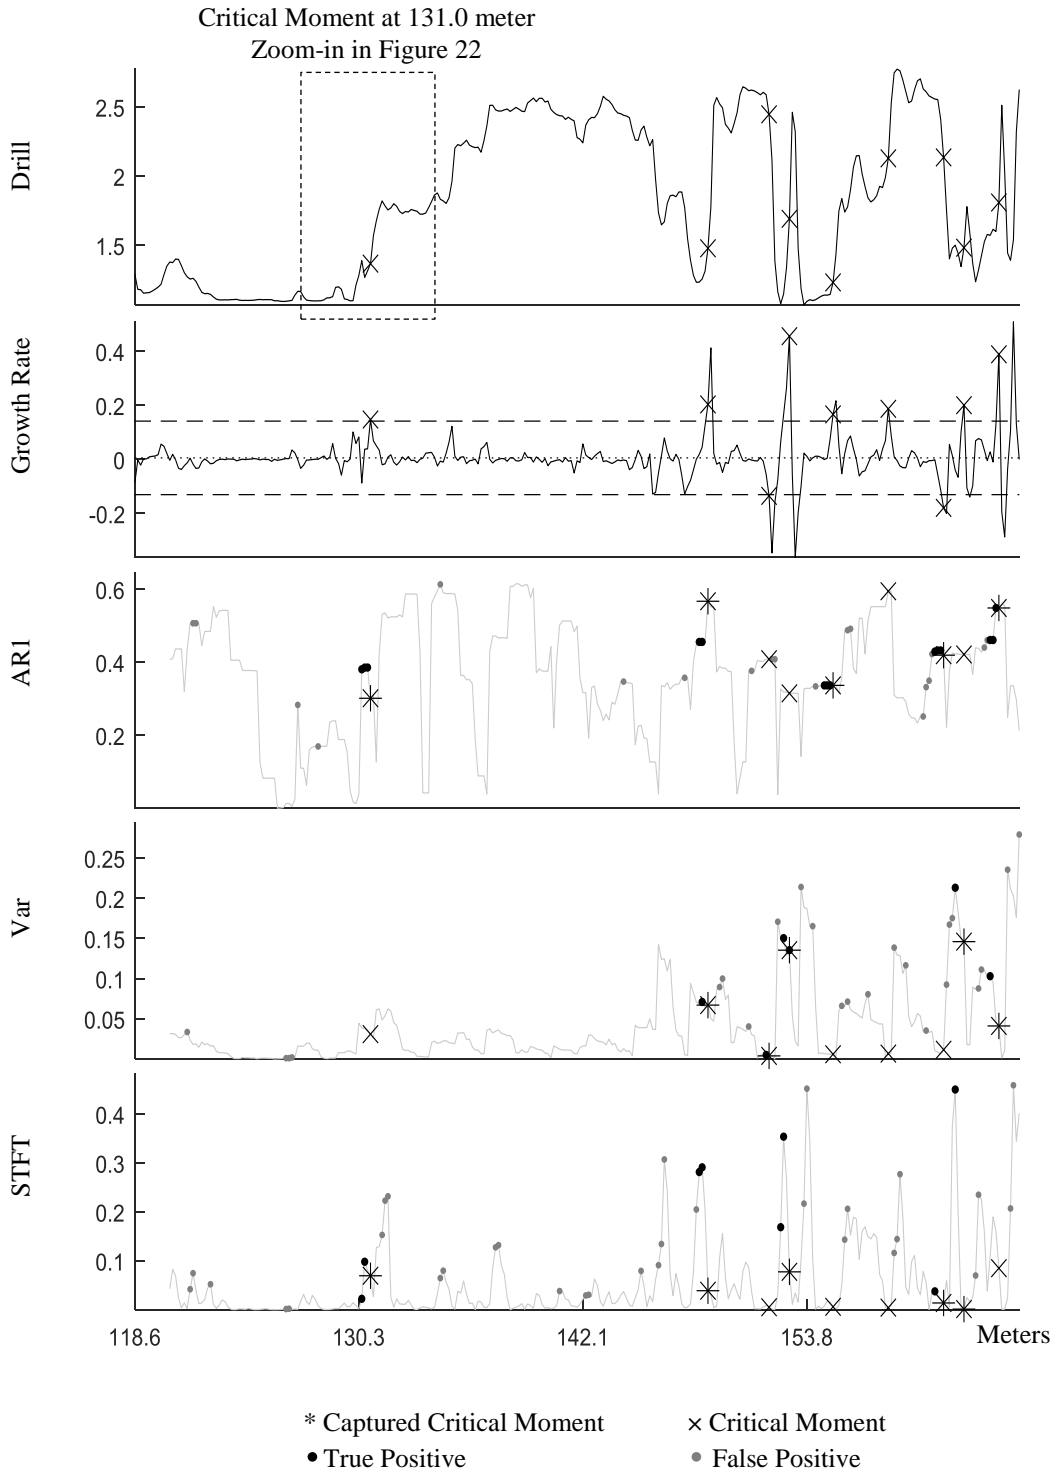 Critical Moment at 131.0 meter
Zoom-in in Figure 22
Drill
2.5
2
1.5
Growth Rate
0.4
0.2
0
-0.2
AR1
0.6
0.4
0.2
Var
0.25
0.2
0.15
0.1
0.05
STFT
0.4
0.3
0.2
0.1
118.6 130.3 142.1 153.8 Meters
* Captured Critical Moment × Critical Moment
● True Positive ● False Positive